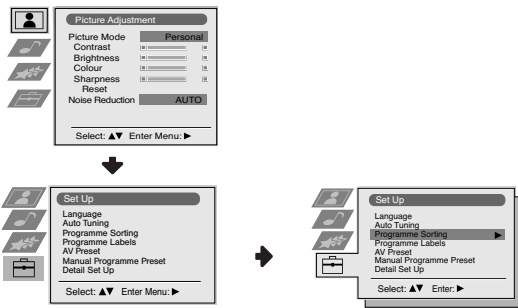 Picture Adjustment
Picture Mode Personal
Contrast
Brightness
Colour
Sharpness
Reset
Noise Reduction AUTO
Select: ▲▼ Enter Menu: ►
Set Up
Language
Auto Tuning
Programme Sorting
Programme Labels
AV Preset
Manual Programme Preset
Detail Set Up
Select: ▲▼ Enter Menu: ►
Set Up
Language
Auto Tuning
Programme Sorting ►
Programme Labels
AV Preset
Manual Programme Preset
Detail Set Up
Select: ▲▼ Enter: ►